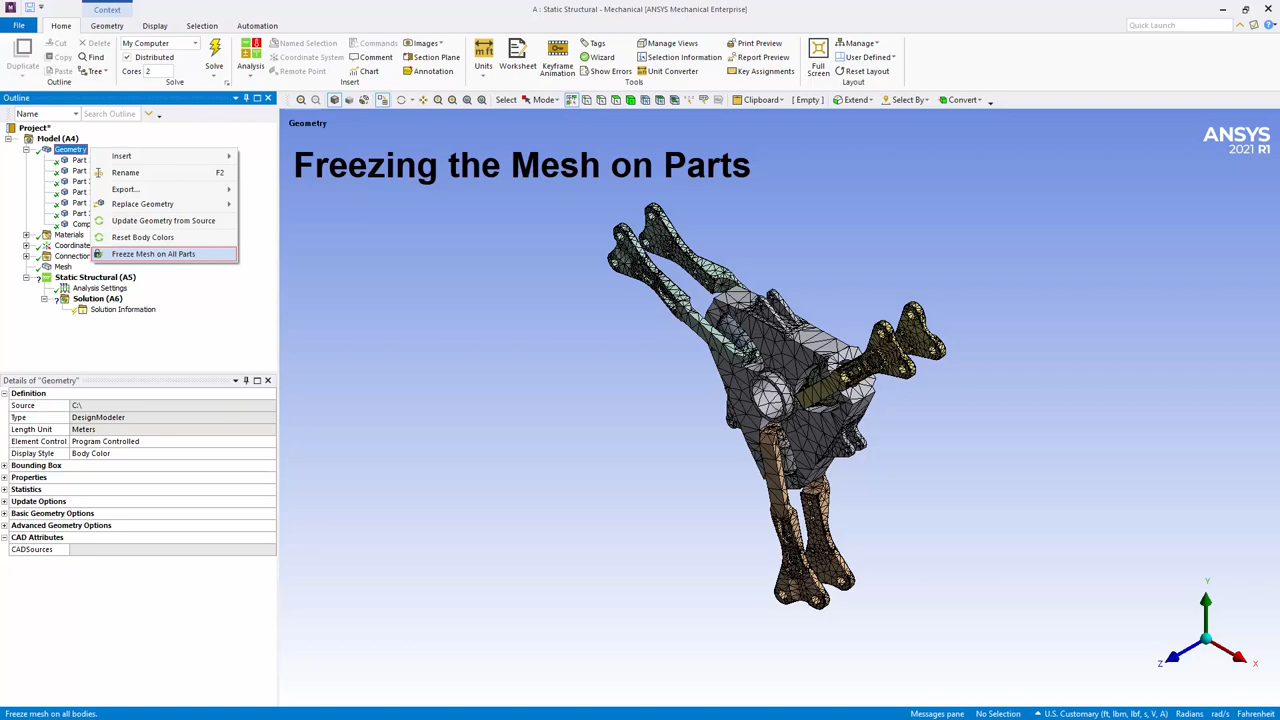 Context
A : Static Structural - Mechanical [ANSYS Mechanical Enterprise]
File Home Geometry Display Selection Automation Quick Launch
Duplicate
Cut Delete
Copy Find
Paste Tree
Outline
My Computer
Distributed
Cores 2
Solve
Solve
Analysis
Named Selection
Coordinate System
Remote Point
Commands
Comment
Chart
Images
Section Plane
Annotation
Insert
Units
Worksheet
Keyframe Animation
Tags
Wizard
Show Errors
Manage Views
Selection Information
Unit Converter
Print Preview
Report Preview
Key Assignments
Tools
Full Screen
Manage
User Defined
Reset Layout
Layout
Outline
Name Search Outline
Select Mode Clipboard [ Empty ] Extend Select By Convert
Project*
Model (A4)
Geometry
Part
Part
Part
Part
Part
Part
Comp
Materials
Coordinate
Connection
Mesh
Static Structural (A5)
Analysis Settings
Solution (A6)
Solution Information
Insert
Rename F2
Export...
Replace Geometry
Update Geometry from Source
Reset Body Colors
Freeze Mesh on All Parts
Geometry
Freezing the Mesh on Parts
ANSYS
2021 R1
Details of "Geometry"
Definition
Source C:\
Type DesignModeler
Length Unit Meters
Element Control Program Controlled
Display Style Body Color
Bounding Box
Properties
Statistics
Update Options
Basic Geometry Options
Advanced Geometry Options
CAD Attributes
CADSources
Y
Z
X
Freeze mesh on all bodies. Messages pane No Selection U.S. Customary (ft, lbm, lbf, s, V, A) Radians rad/s Fahrenheit